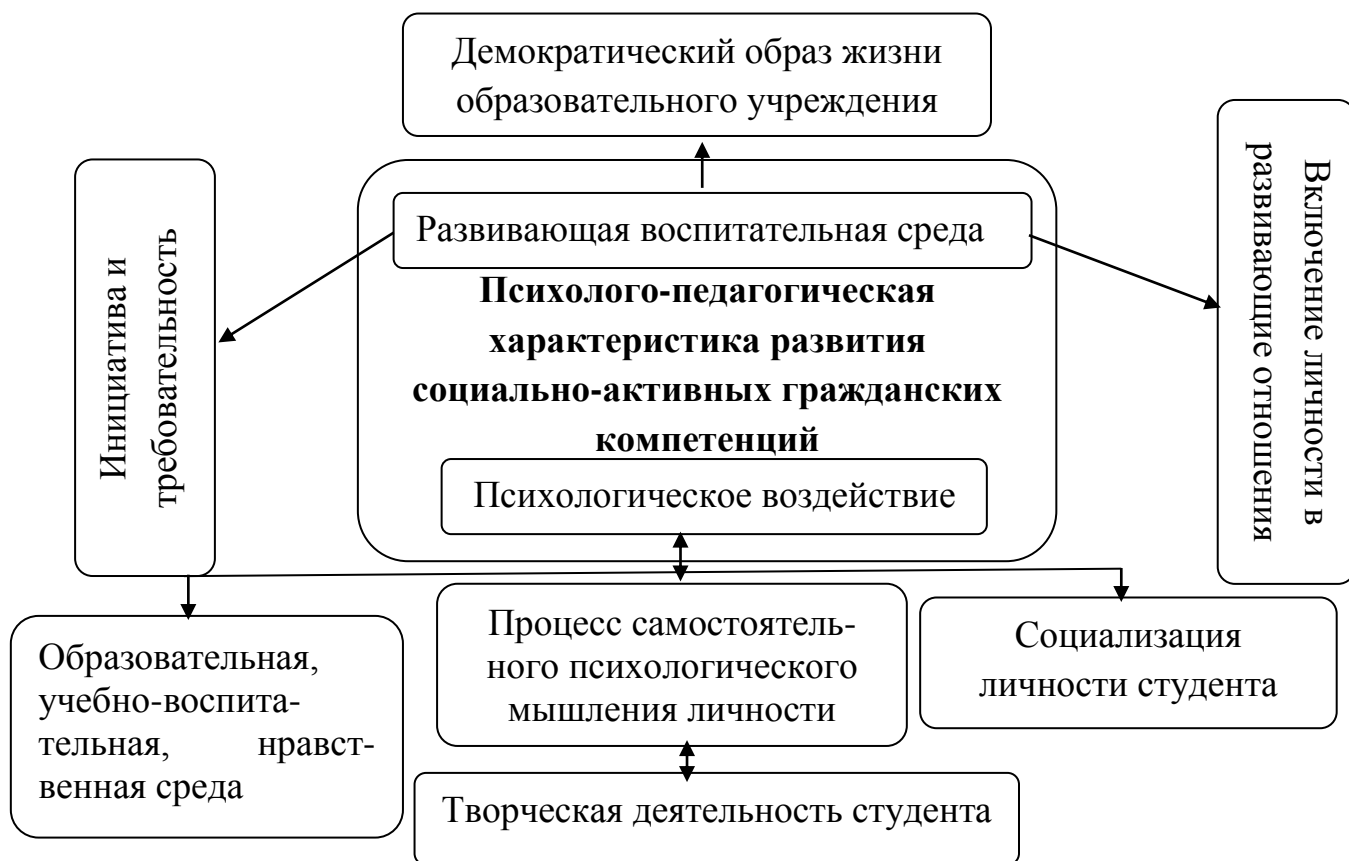 Демократический образ жизни
образовательного учреждения
Инициатива и
требовательность
Развивающая воспитательная среда
Включение личности в
развивающие отношения
Психолого-педагогическая
характеристика развития
социально-активных гражданских
компетенций
Психологическое воздействие
Образовательная,
учебно-воспита-
тельная, нравст-
венная среда
Процесс самостоятель-
ного психологического
мышления личности
Социализация
личности студента
Творческая деятельность студента